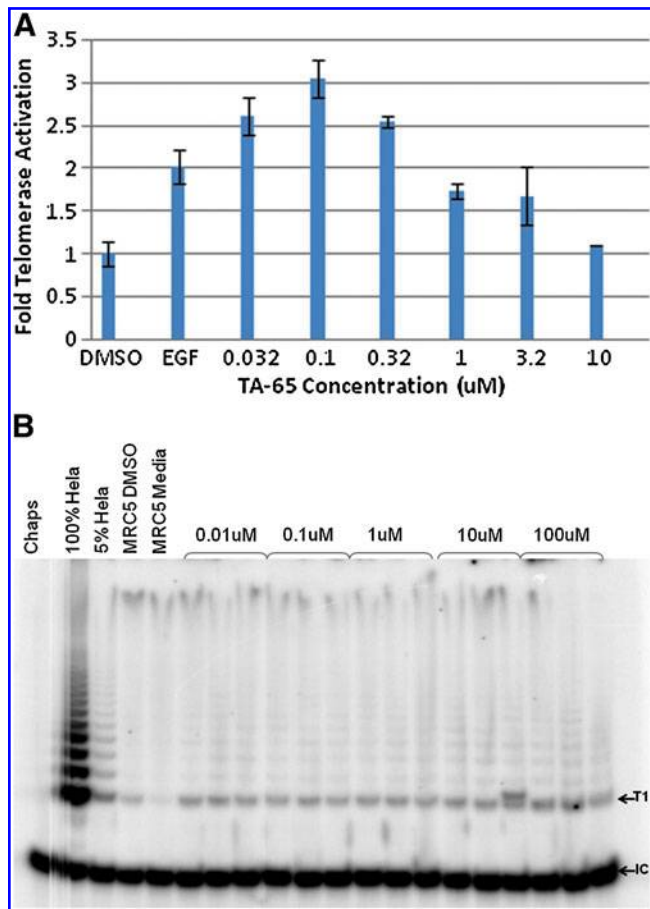 A
Fold Telomerase Activation
3.5
3
2.5
2
1.5
1
0.5
0
DMSO EGF 0.032 0.1 0.32 1 3.2 10
TA-65 Concentration (uM)
B
Chaps
100% Hela
5% Hela
MRC5 DMSO
MRC5 Media
0.01uM 0.1uM 1uM 10uM 100uM
T1
IC